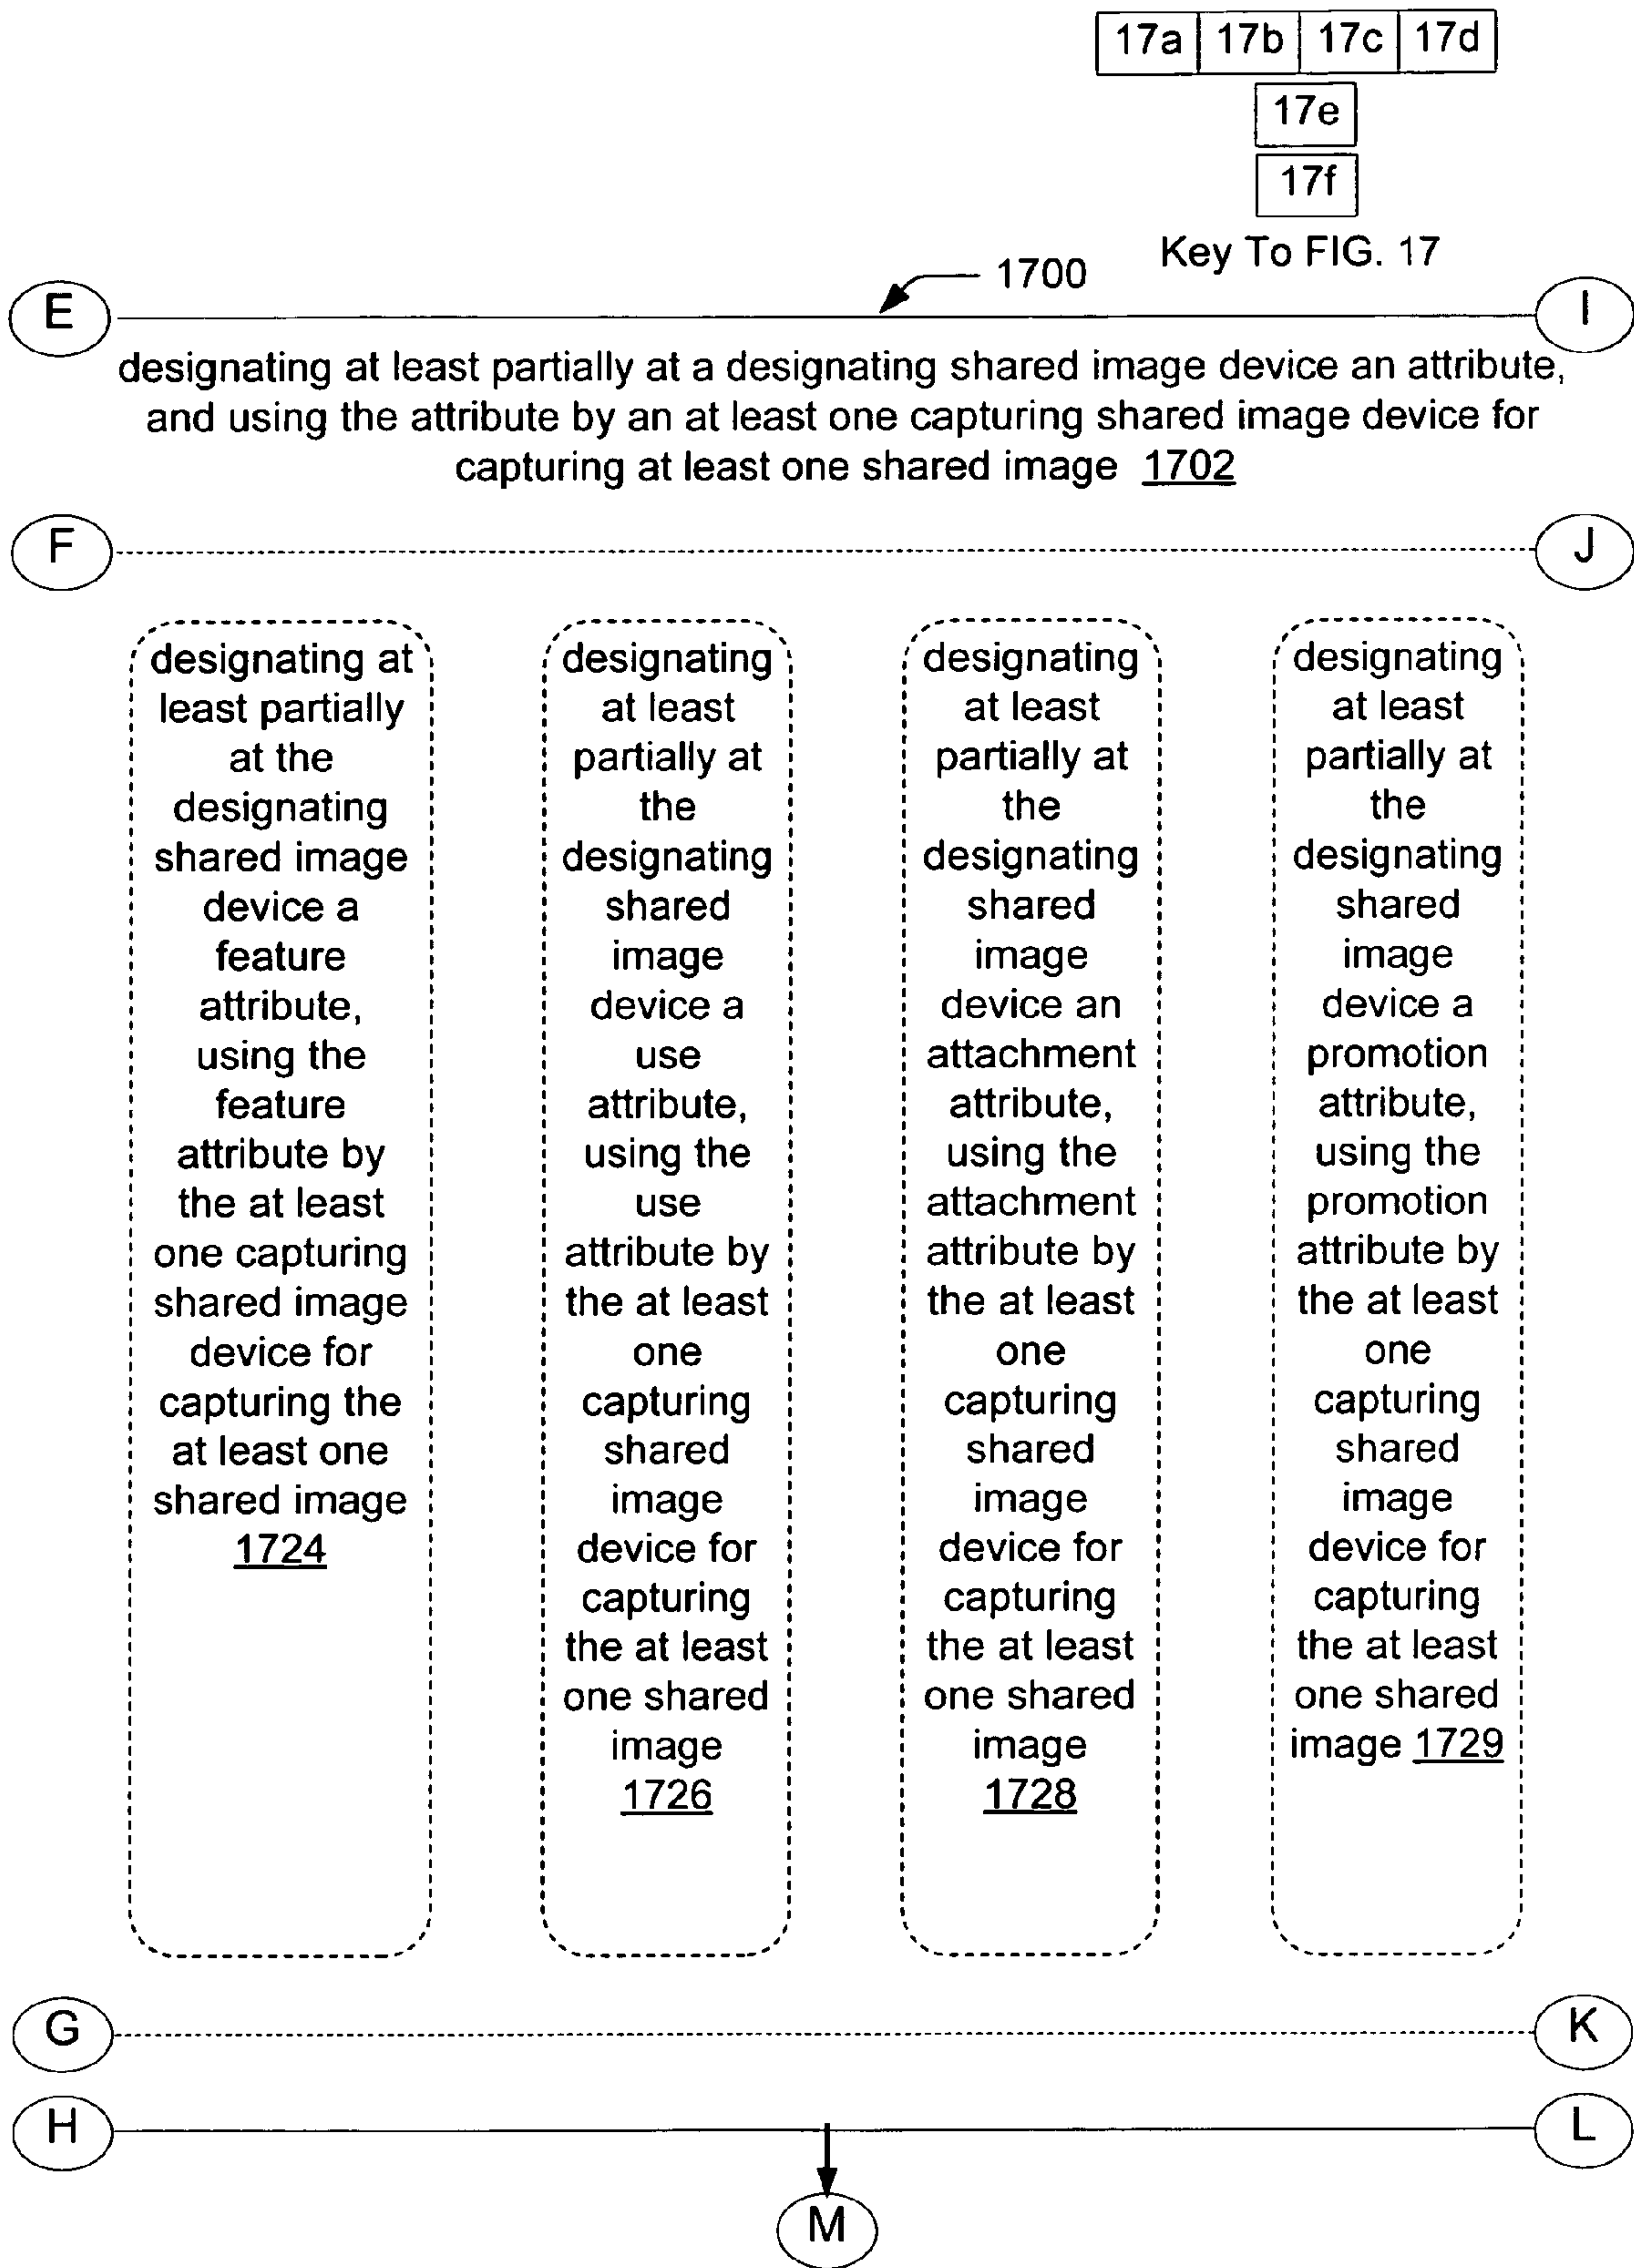 17a 17b 17c 17d
17e
17f
Key To FIG. 17
1700
E
I
designating at least partially at a designating shared image device an attribute,
and using the attribute by an at least one capturing shared image device for
capturing at least one shared image 1702
F
J
designating at
least partially
at the
designating
shared image
device a
feature
attribute,
using the
feature
attribute by
the at least
one capturing
shared image
device for
capturing the
at least one
shared image
1724
designating
at least
partially at
the
designating
shared
image
device a
use
attribute,
using the
use
attribute by
the at least
one
capturing
shared
image
device for
capturing
the at least
one shared
image
1726
designating
at least
partially at
the
designating
shared
image
device an
attachment
attribute,
using the
attachment
attribute by
the at least
one
capturing
shared
image
device for
capturing
the at least
one shared
image
1728
designating
at least
partially at
the
designating
shared
image
device a
promotion
attribute,
using the
promotion
attribute by
the at least
one
capturing
shared
image
device for
capturing
the at least
one shared
image 1729
G
K
H
L
M